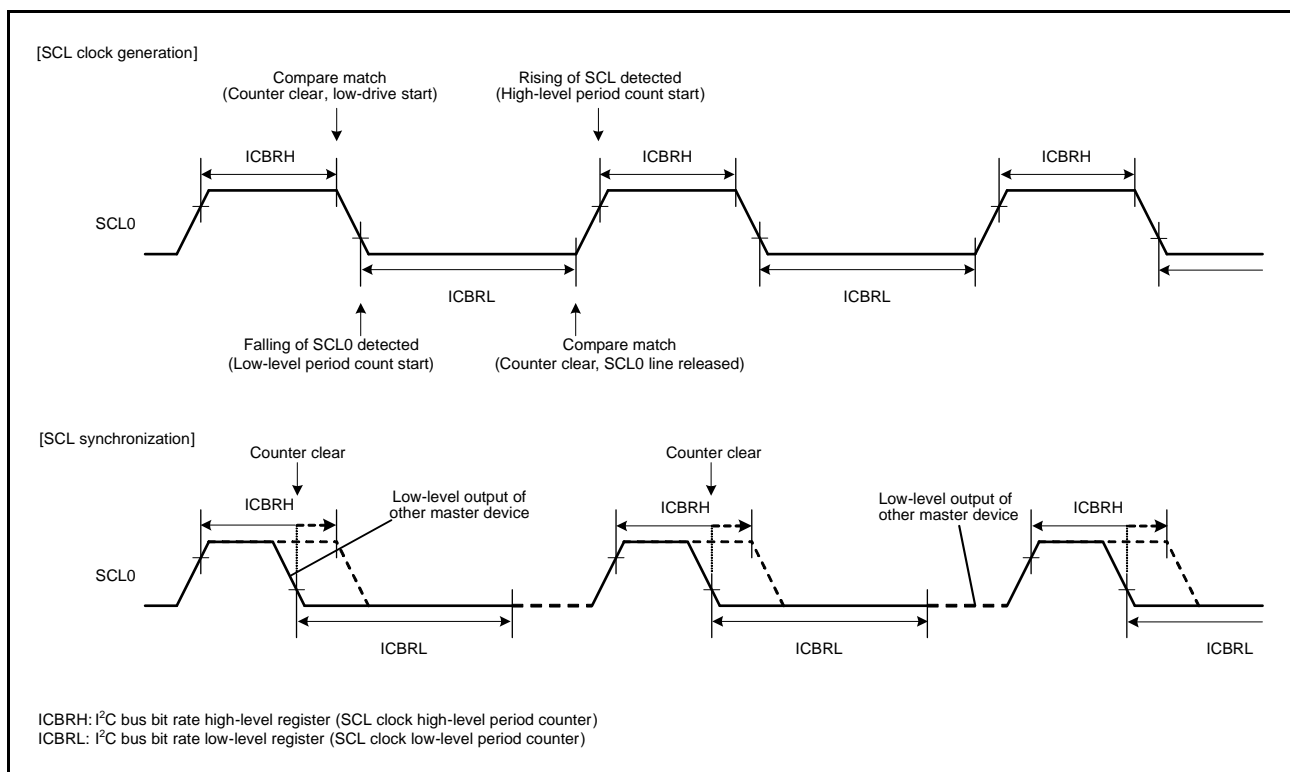 [SCL clock generation]
Compare match
(Counter clear, low-drive start)
Rising of SCL detected
(High-level period count start)
ICBRH
ICBRH
ICBRH
SCL0
ICBRL
ICBRL
Falling of SCL0 detected
(Low-level period count start)
Compare match
(Counter clear, SCL0 line released)
[SCL synchronization]
Counter clear
Counter clear
ICBRH
Low-level output of
other master device
ICBRH
Low-level output of
other master device
ICBRH
SCL0
ICBRL
ICBRL
ICBRL
ICBRH: I²C bus bit rate high-level register (SCL clock high-level period counter)
ICBRL: I²C bus bit rate low-level register (SCL clock low-level period counter)